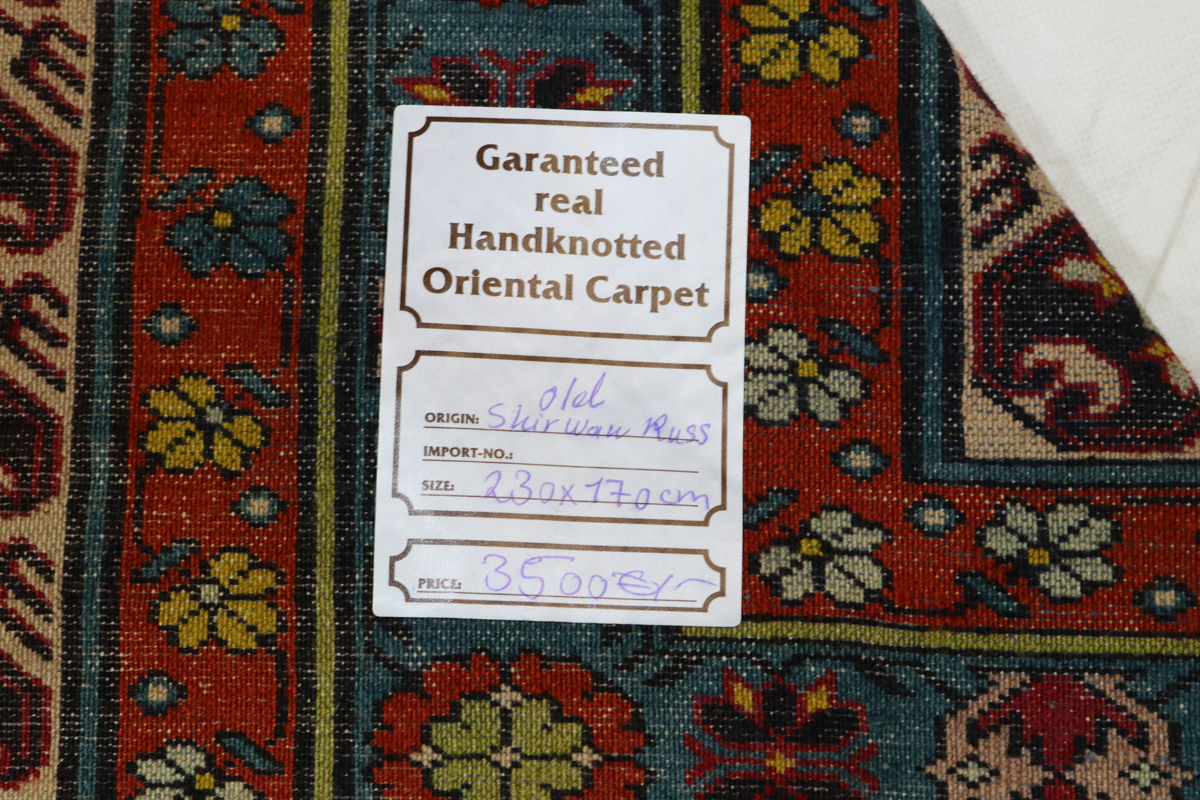 Garanteed
real
Handknotted
Oriental Carpet
old
ORIGIN: Shirwan Russ
IMPORT-NO.:
SIZE: 230x170cm
PRICE: 3500€,-